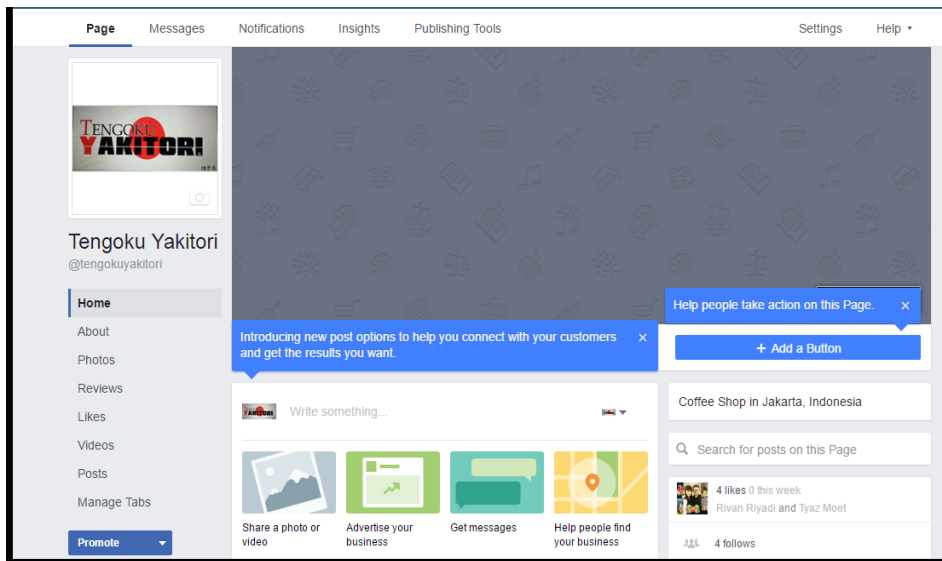 Page Messages Notifications Insights Publishing Tools Settings Help
TENGOKU
YAKITORI
Tengoku Yakitori
@tengokuyakitori
Home
About
Photos
Reviews
Likes
Videos
Posts
Manage Tabs
Promote
Introducing new post options to help you connect with your customers
and get the results you want.
Write something...
Share a photo or
video
Advertise your
business
Get messages
Help people find
your business
Help people take action on this Page.
+ Add a Button
Coffee Shop in Jakarta, Indonesia
Search for posts on this Page
4 likes 0 this week
Rivan Riyadi and Tyaz Moet
4 follows